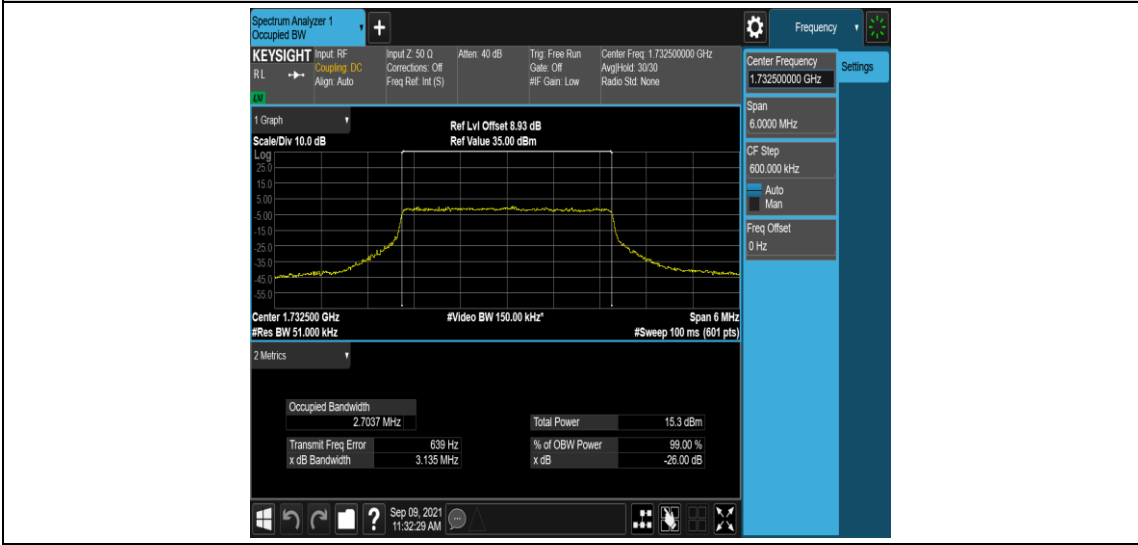 Spectrum Analyzer 1
Occupied BW
+
Frequency
KEYSIGHT
RL
LNI
Input: RF
Coupling: DC
Align: Auto
Input Z: 50 Ω
Corrections: Off
Freq Ref: Int (S)
Atten: 40 dB
Trig: Free Run
Gate: Off
#IF Gain: Low
Center Freq: 1.732500000 GHz
Avg|Hold: 30/30
Radio Std: None
Center Frequency
1.732500000 GHz
Settings
Span
6.0000 MHz
CF Step
600.000 kHz
Auto
Man
Freq Offset
0 Hz
1 Graph
Scale/Div 10.0 dB
Ref Lvl Offset 8.93 dB
Ref Value 35.00 dBm
Log
25.0
15.0
5.00
-5.00
-15.0
-25.0
-35.0
-45.0
-55.0
Center 1.732500 GHz
#Video BW 150.00 kHz*
Span 6 MHz
#Res BW 51.000 kHz
#Sweep 100 ms (601 pts)
2 Metrics
Occupied Bandwidth
2.7037 MHz
Total Power 15.3 dBm
Transmit Freq Error 639 Hz
% of OBW Power 99.00 %
x dB Bandwidth 3.135 MHz
x dB -26.00 dB
?
Sep 09, 2021
11:32:29 AM